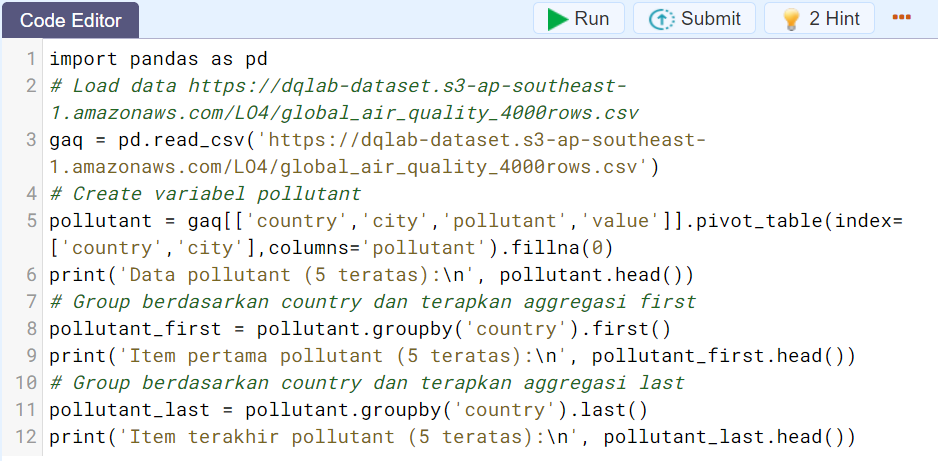 Code Editor
Run
Submit
2 Hint
1 import pandas as pd
2 # Load data https://dqlab-dataset.s3-ap-southeast-
1.amazonaws.com/LO4/global_air_quality_4000rows.csv
3 gaq = pd.read_csv('https://dqlab-dataset.s3-ap-southeast-
1.amazonaws.com/LO4/global_air_quality_4000rows.csv')
4 # Create variabel pollutant
5 pollutant = gaq[['country','city','pollutant','value']].pivot_table(index=
['country','city'],columns='pollutant').fillna(0)
6 print('Data pollutant (5 teratas):\n', pollutant.head())
7 # Group berdasarkan country dan terapkan aggregasi first
8 pollutant_first = pollutant.groupby('country').first()
9 print('Item pertama pollutant (5 teratas):\n', pollutant_first.head())
10 # Group berdasarkan country dan terapkan aggregasi last
11 pollutant_last = pollutant.groupby('country').last()
12 print('Item terakhir pollutant (5 teratas):\n', pollutant_last.head())